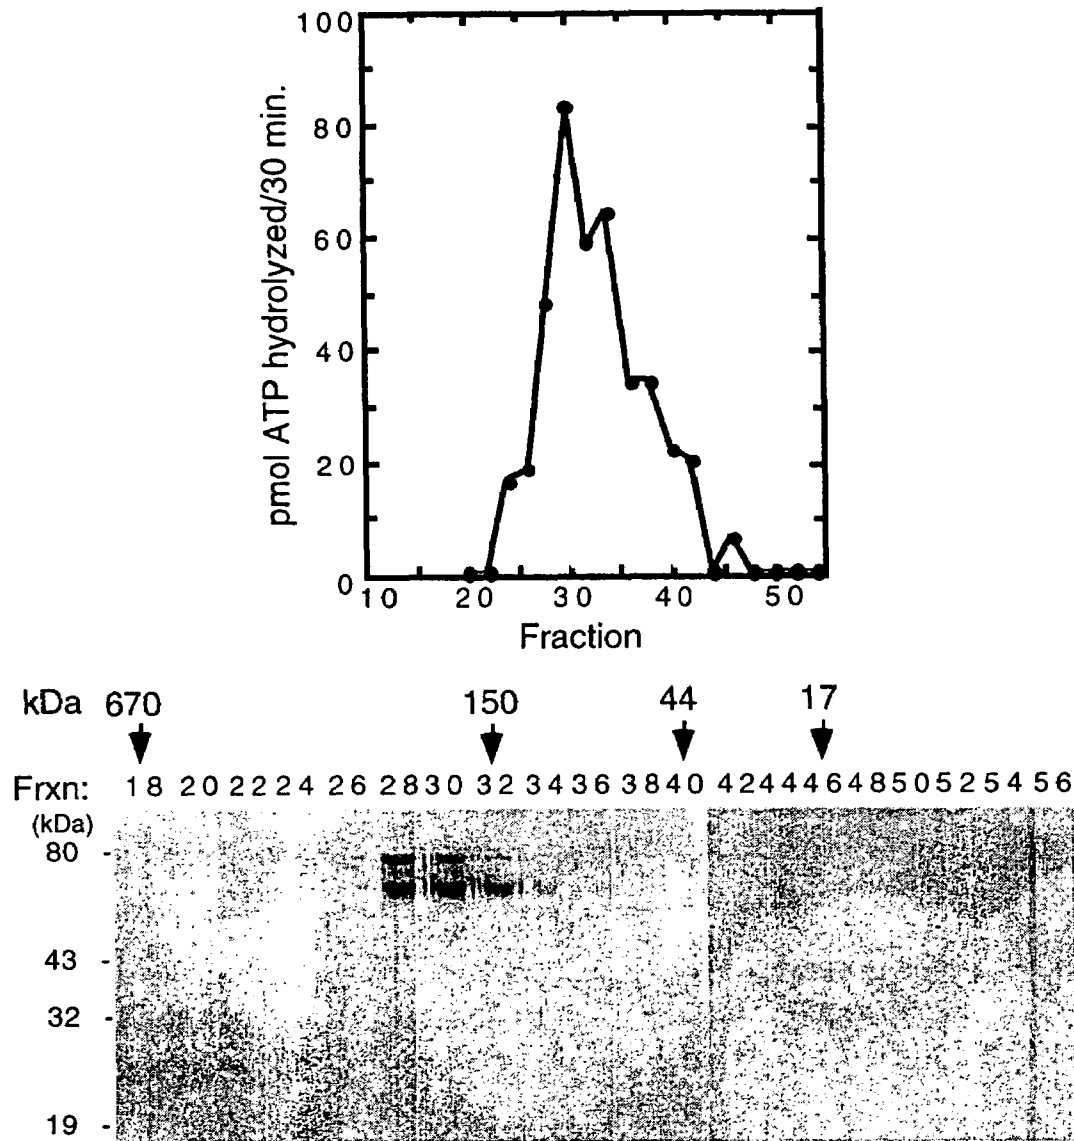 100
80
60
40
20
0
pmol ATP hydrolyzed/30 min.
10 20 30 40 50
Fraction
kDa 670 150 44 17
Frxn: 18 20 22 24 26 28 30 32 34 36 38 40 42 44 46 48 50 52 54 56
(kDa)
80 -
43 -
32 -
19 -